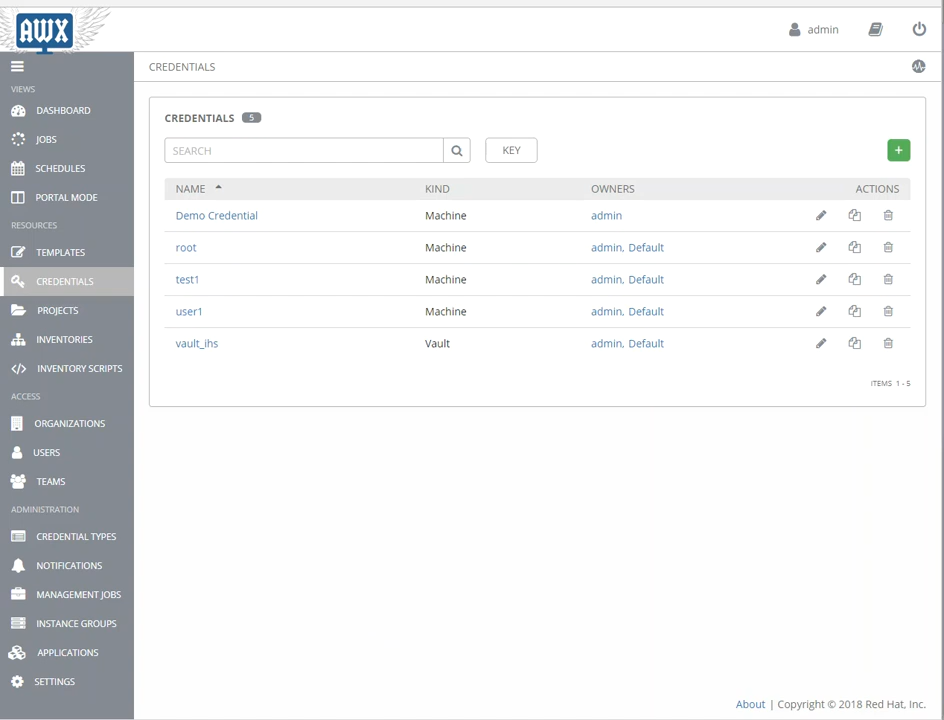 AWX
admin
CREDENTIALS
VIEWS
DASHBOARD
JOBS
SCHEDULES
PORTAL MODE
RESOURCES
TEMPLATES
CREDENTIALS
PROJECTS
INVENTORIES
INVENTORY SCRIPTS
ACCESS
ORGANIZATIONS
USERS
TEAMS
ADMINISTRATION
CREDENTIAL TYPES
NOTIFICATIONS
MANAGEMENT JOBS
INSTANCE GROUPS
APPLICATIONS
SETTINGS
CREDENTIALS 5
SEARCH KEY +
NAME KIND OWNERS ACTIONS
Demo Credential Machine admin
root Machine admin, Default
test1 Machine admin, Default
user1 Machine admin, Default
vault_ihs Vault admin, Default
ITEMS 1 - 5
About | Copyright © 2018 Red Hat, Inc.